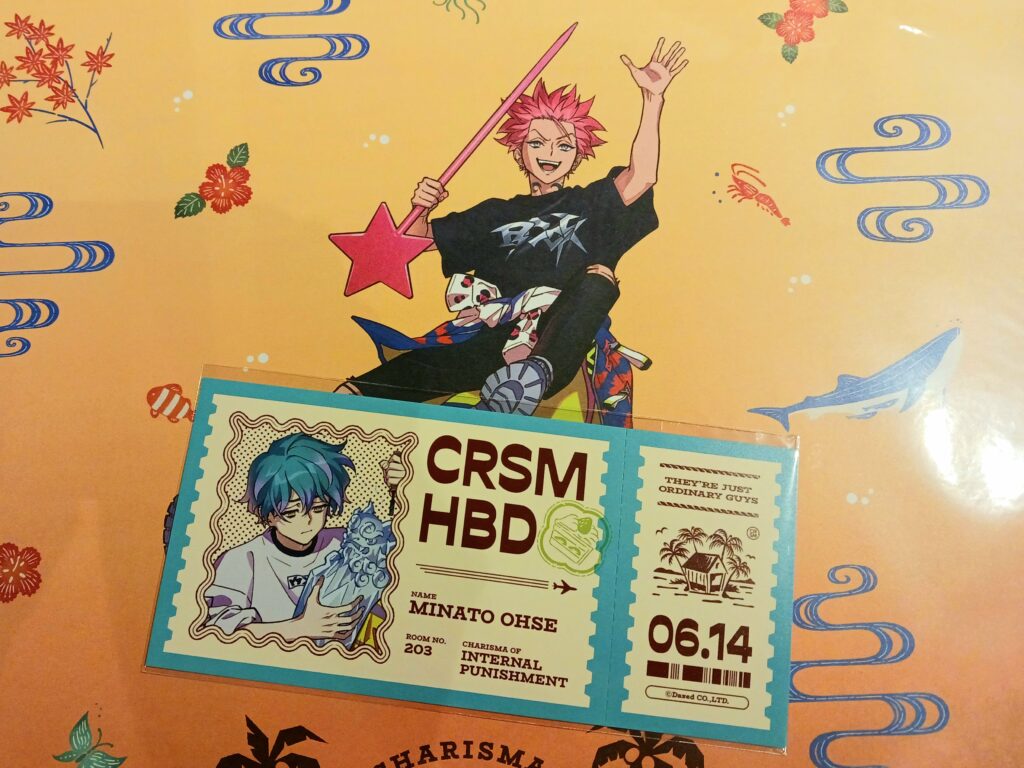 CRSM
HBD
NAME
MINATO OHSE
ROOM NO.
203
CHARISMA OF
INTERNAL
PUNISHMENT
THEY'RE JUST
ORDINARY GUYS
06.14
©Dazed CO.,LTD.
CHARISMA